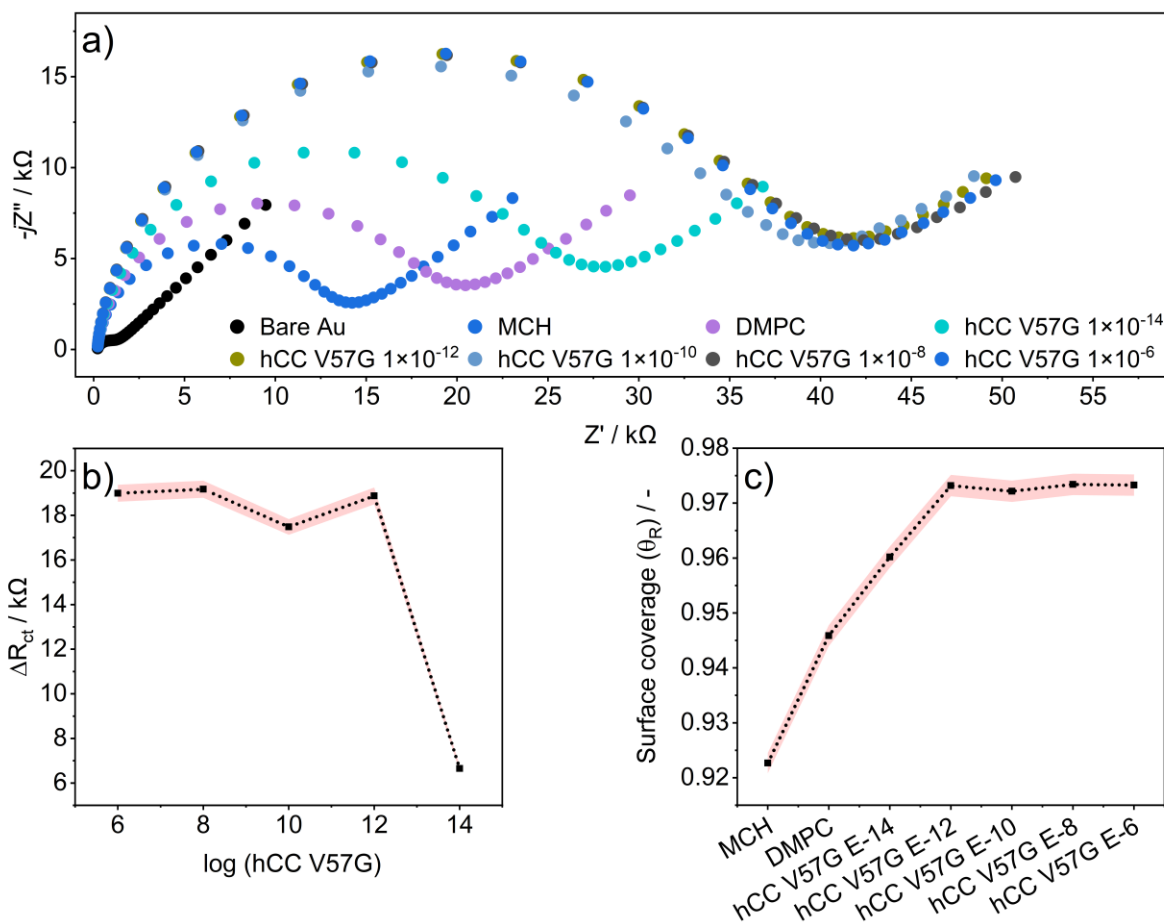 a)
-jZ" / kΩ
15
10
5
0
Bare Au MCH DMPC hCC V57G 1×10⁻¹⁴
hCC V57G 1×10⁻¹² hCC V57G 1×10⁻¹⁰ hCC V57G 1×10⁻⁸ hCC V57G 1×10⁻⁶
0 5 10 15 20 25 30 35 40 45 50 55
Z' / kΩ
b)
ΔR_ct / kΩ
20
18
16
14
12
10
8
6
6 8 10 12 14
log (hCC V57G)
c)
Surface coverage (θ_R) / -
0.98
0.97
0.96
0.95
0.94
0.93
0.92
MCH
DMPC
hCC V57G E-14
hCC V57G E-12
hCC V57G E-10
hCC V57G E-8
hCC V57G E-6